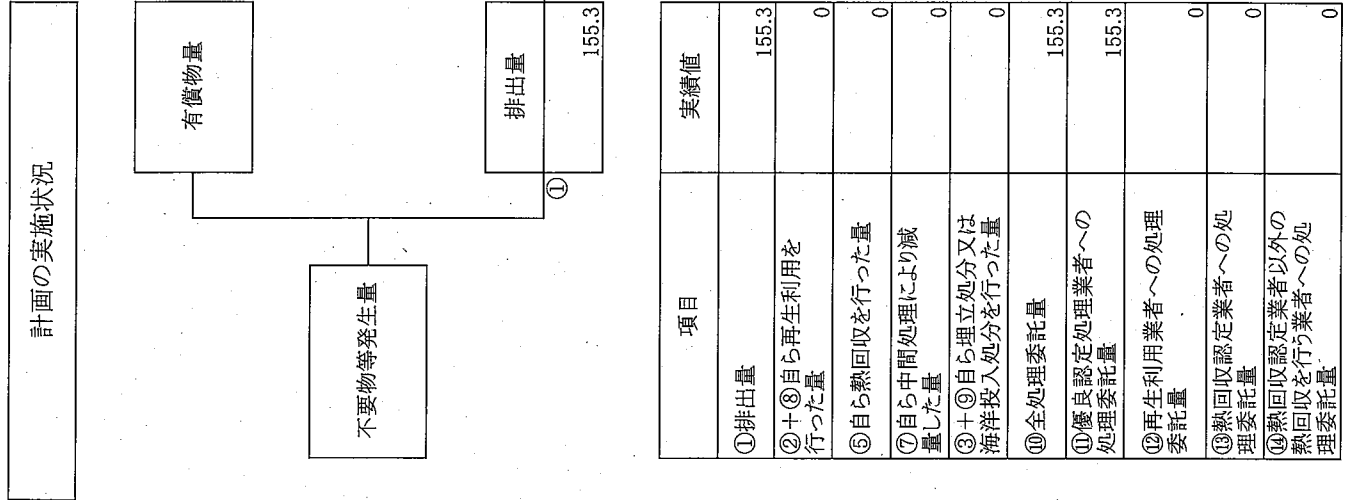 計画の実施状況
不要物等発生量
有償物量
排出量
①
155.3
項目
実績値
①排出量
155.3
②+⑧自ら再生利用を
行った量
0
⑤自ら熱回収を行った量
0
⑦自ら中間処理により減
量した量
0
③+⑨自ら埋立処分又は
海洋投入処分を行った量
0
⑩全処理委託量
155.3
⑪優良認定処理業者への
処理委託量
155.3
⑫再生利用業者への処理
委託量
0
⑬熱回収認定業者への処
理委託量
0
⑭熱回収認定業者以外の
熱回収を行う業者への処
理委託量
0